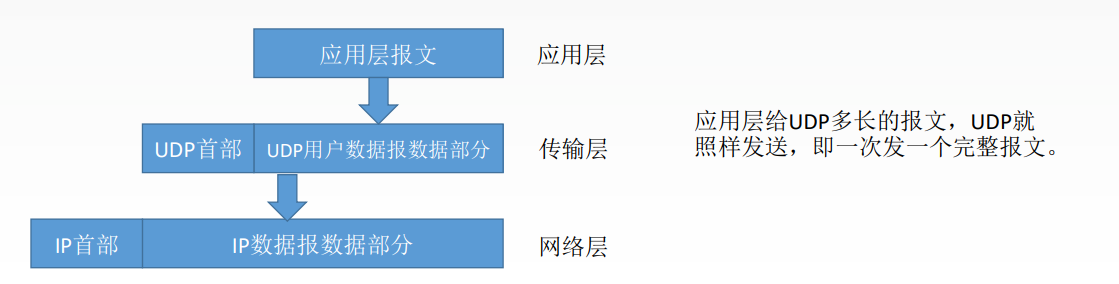 应用层报文
应用层
UDP首部
UDP用户数据报数据部分
传输层
应用层给UDP多长的报文，UDP就
照样发送，即一次发一个完整报文。
IP首部
IP数据报数据部分
网络层